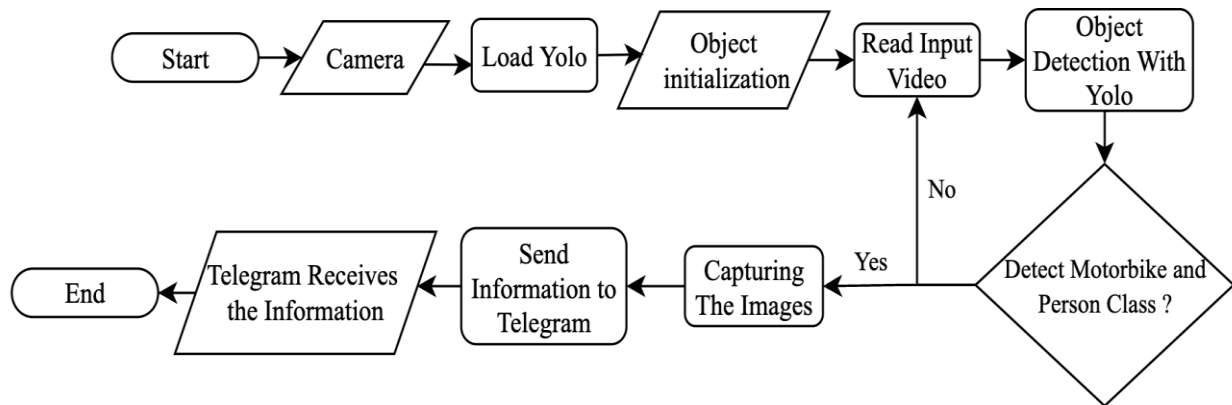 Start
Camera
Load Yolo
Object
initialization
Read Input
Video
Object
Detection With
Yolo
No
Detect Motorbike and
Person Class ?
Yes
Capturing
The Images
Send
Information to
Telegram
Telegram Receives
the Information
End